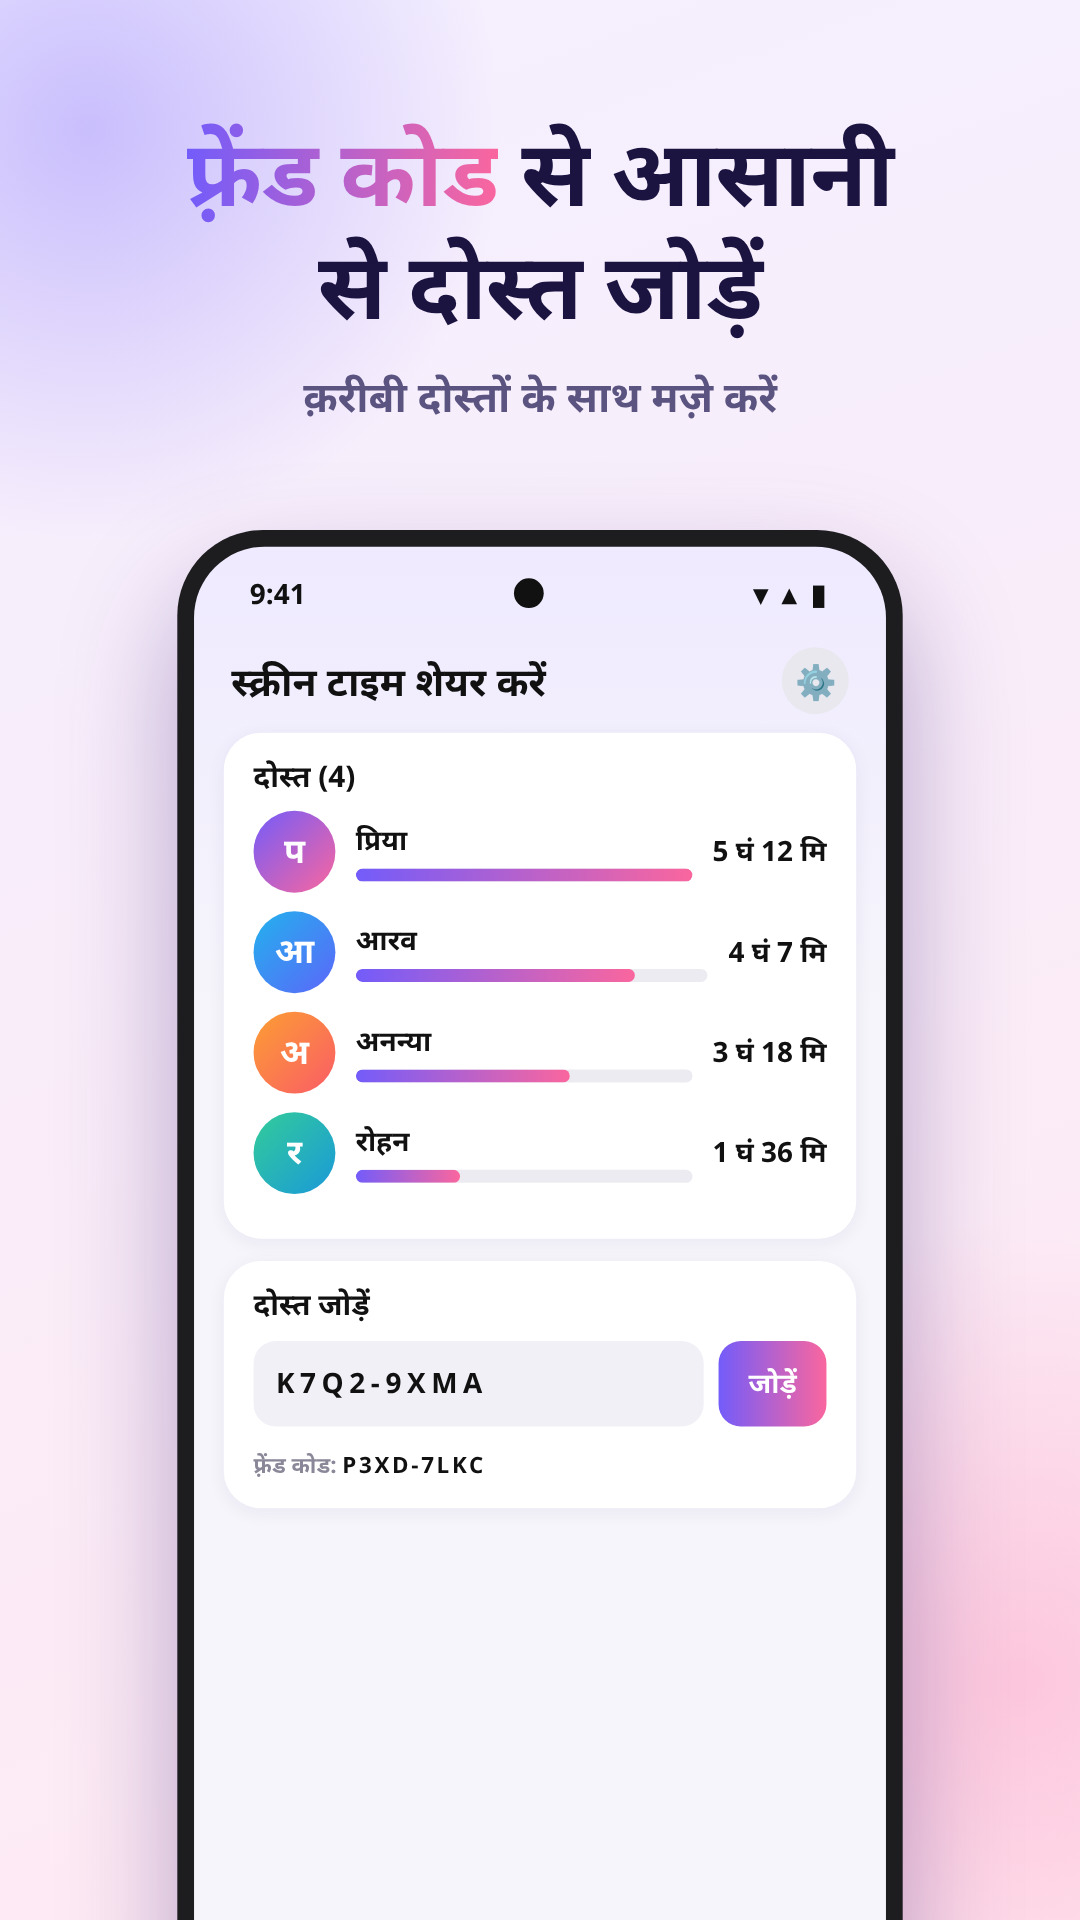 फ़्रेंड कोड से आसानी
से दोस्त जोड़ें
क़रीबी दोस्तों के साथ मज़े करें
9:41
स्क्रीन टाइम शेयर करें
दोस्त (4)
प
प्रिया
5 घं 12 मि
आ
आरव
4 घं 7 मि
अ
अनन्या
3 घं 18 मि
र
रोहन
1 घं 36 मि
दोस्त जोड़ें
K7Q2-9XMA
जोड़ें
फ़्रेंड कोड: P3XD-7LKC